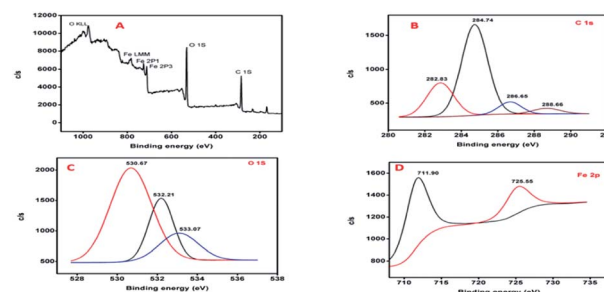 A
O KLL
Fe LMM
Fe 2P1
Fe 2P3
O 1S
C 1S
12000
10000
8000
6000
4000
2000
0
1000
800
600
400
200
c/s
Binding energy (eV)
B
C 1s
284.74
282.83
286.65
288.66
1500
1000
500
280
282
284
286
288
290
c/s
Binding energy (eV)
C
O 1S
530.67
532.21
533.07
2000
1500
1000
500
528
530
532
534
536
538
c/s
Binding energy (eV)
D
Fe 2p
711.90
725.55
1600
1400
1200
1000
800
710
715
720
725
730
735
c/s
Binding energy (eV)